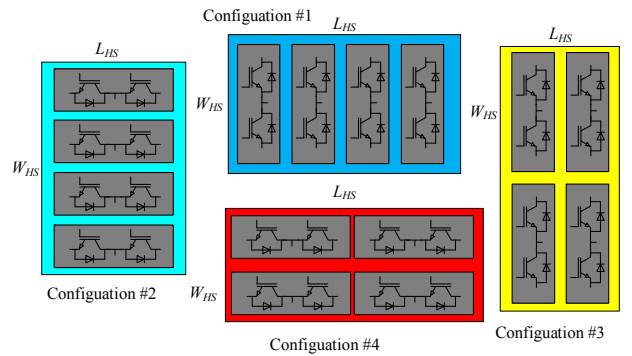 Configuation #1
L_HS
W_HS
L_HS
W_HS
Configuation #2
L_HS
W_HS
Configuation #3
L_HS
W_HS
Configuation #4